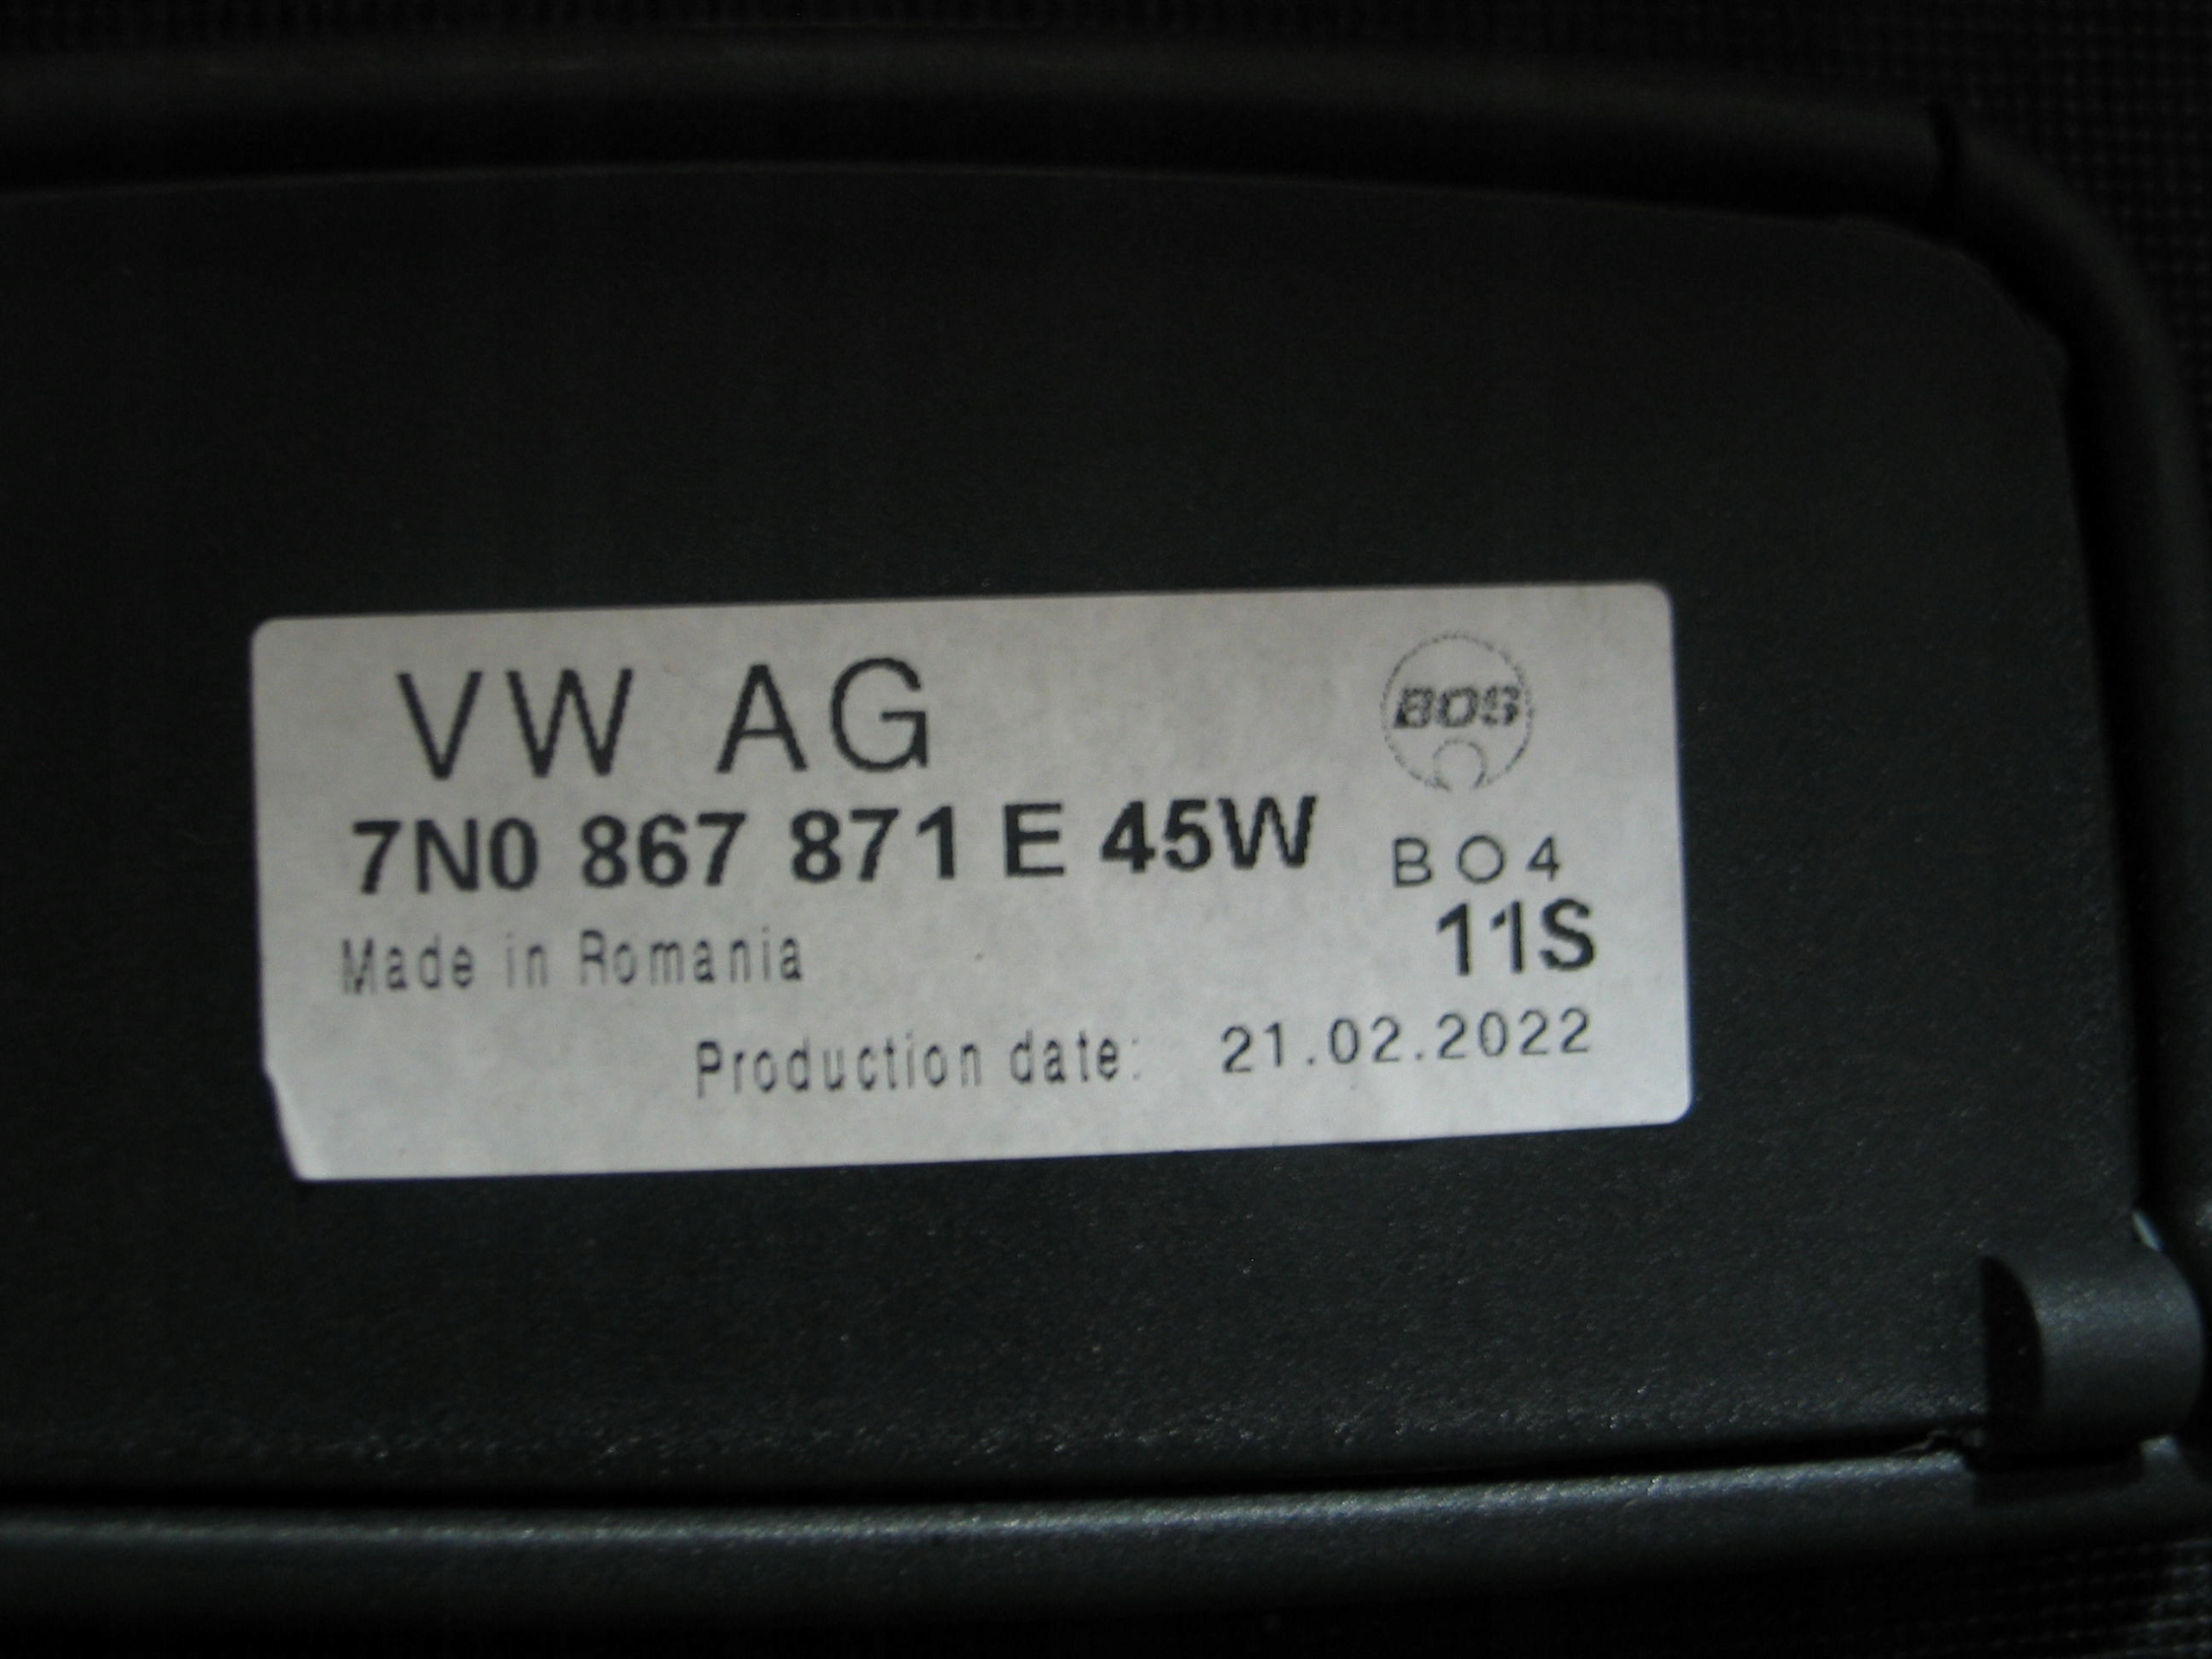 VW AG
BOS
7N0 867 871 E 45W
BO4
Made in Romania
11S
Production date: 21.02.2022